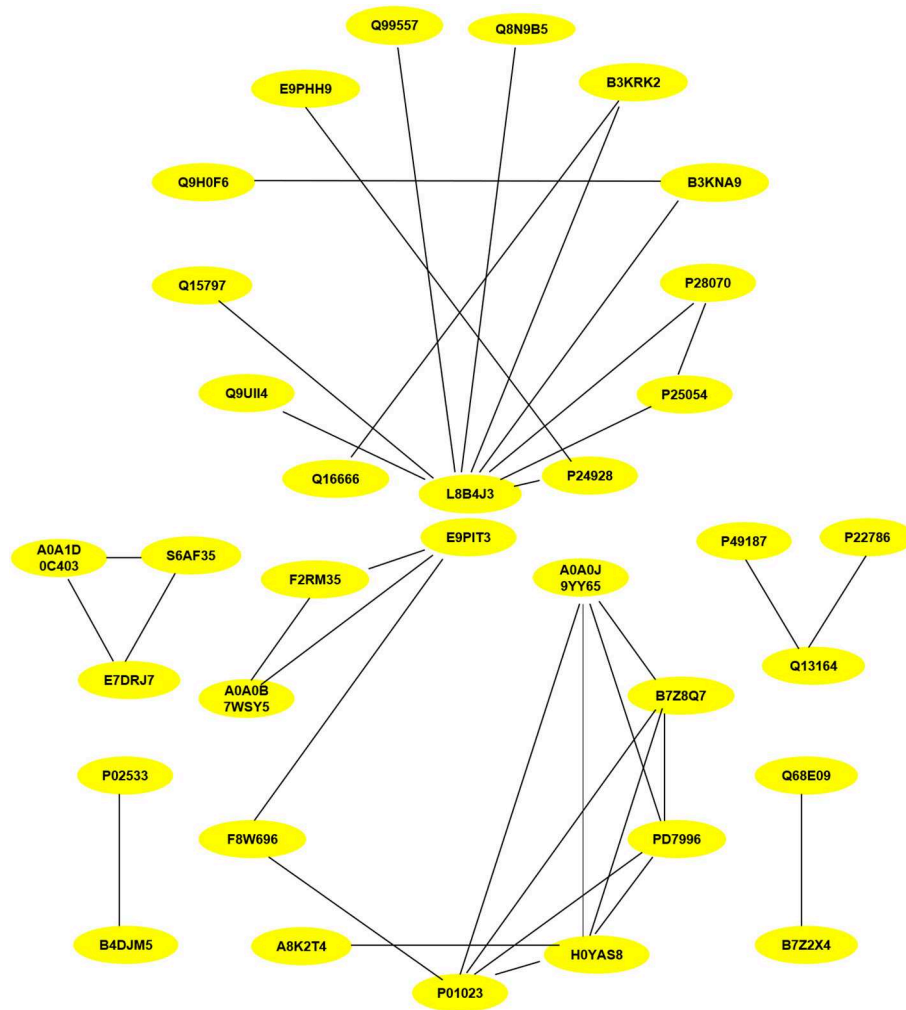 Q99557
Q8N9B5
E9PHH9
B3KRK2
Q9H0F6
B3KNA9
Q15797
P28070
Q9UII4
P25054
Q16666
L8B4J3
P24928
A0A1D
0C403
S6AF35
E9PIT3
P49187
P22786
F2RM35
A0A0J
9YY65
E7DRJ7
A0A0B
7WSY5
B7Z8Q7
Q13164
P02533
Q68E09
F8W696
PD7996
B4DJM5
A8K2T4
H0YAS8
B7Z2X4
P01023